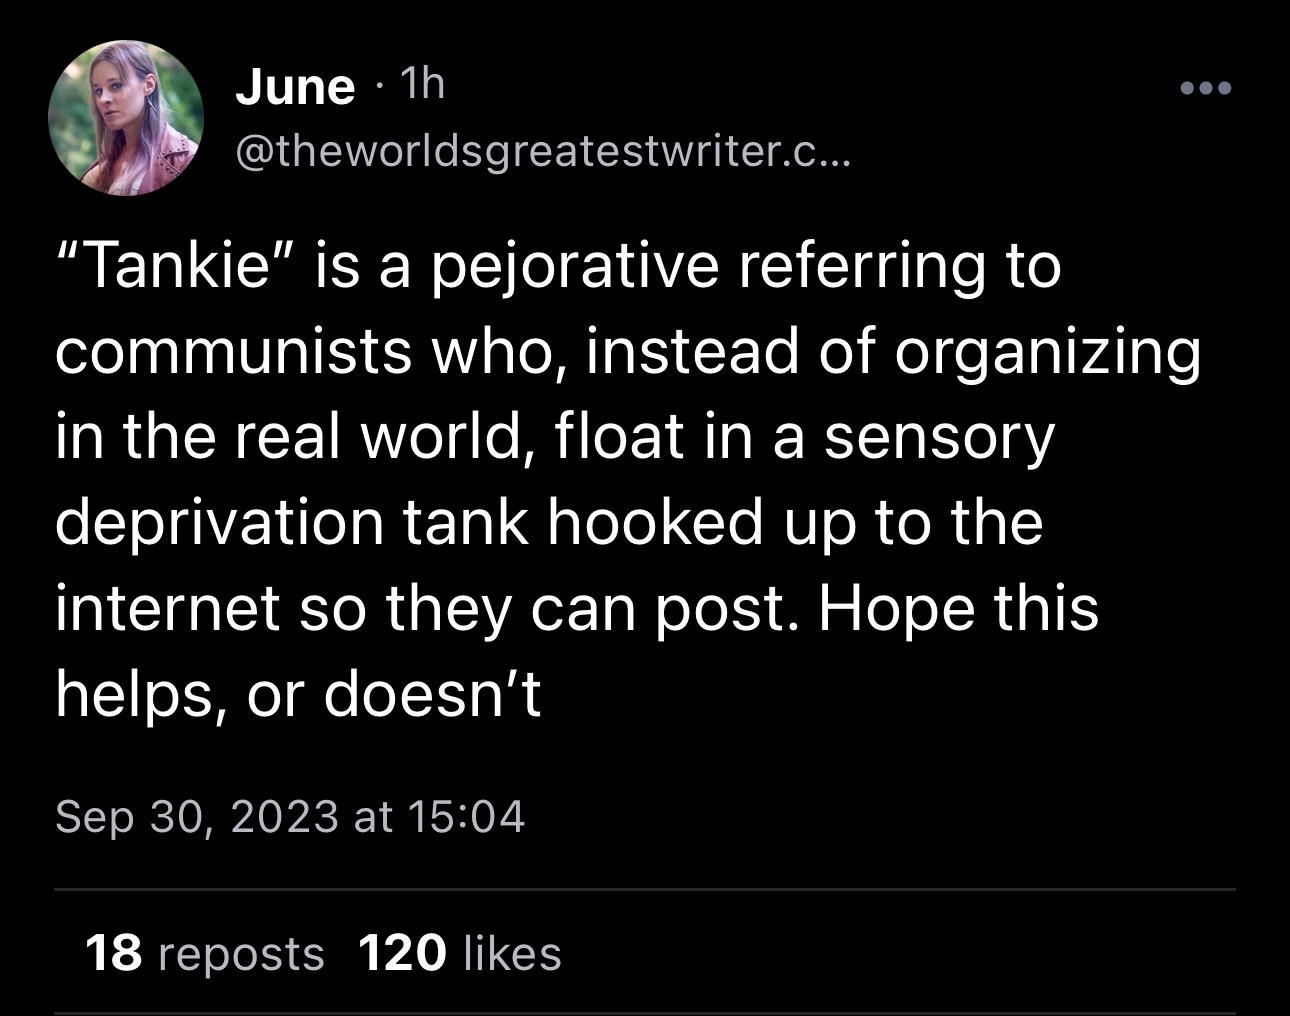 June · 1h
@theworldsgreatestwriter.c...
“Tankie” is a pejorative referring to
communists who, instead of organizing
in the real world, float in a sensory
deprivation tank hooked up to the
internet so they can post. Hope this
helps, or doesn’t
Sep 30, 2023 at 15:04
18 reposts 120 likes